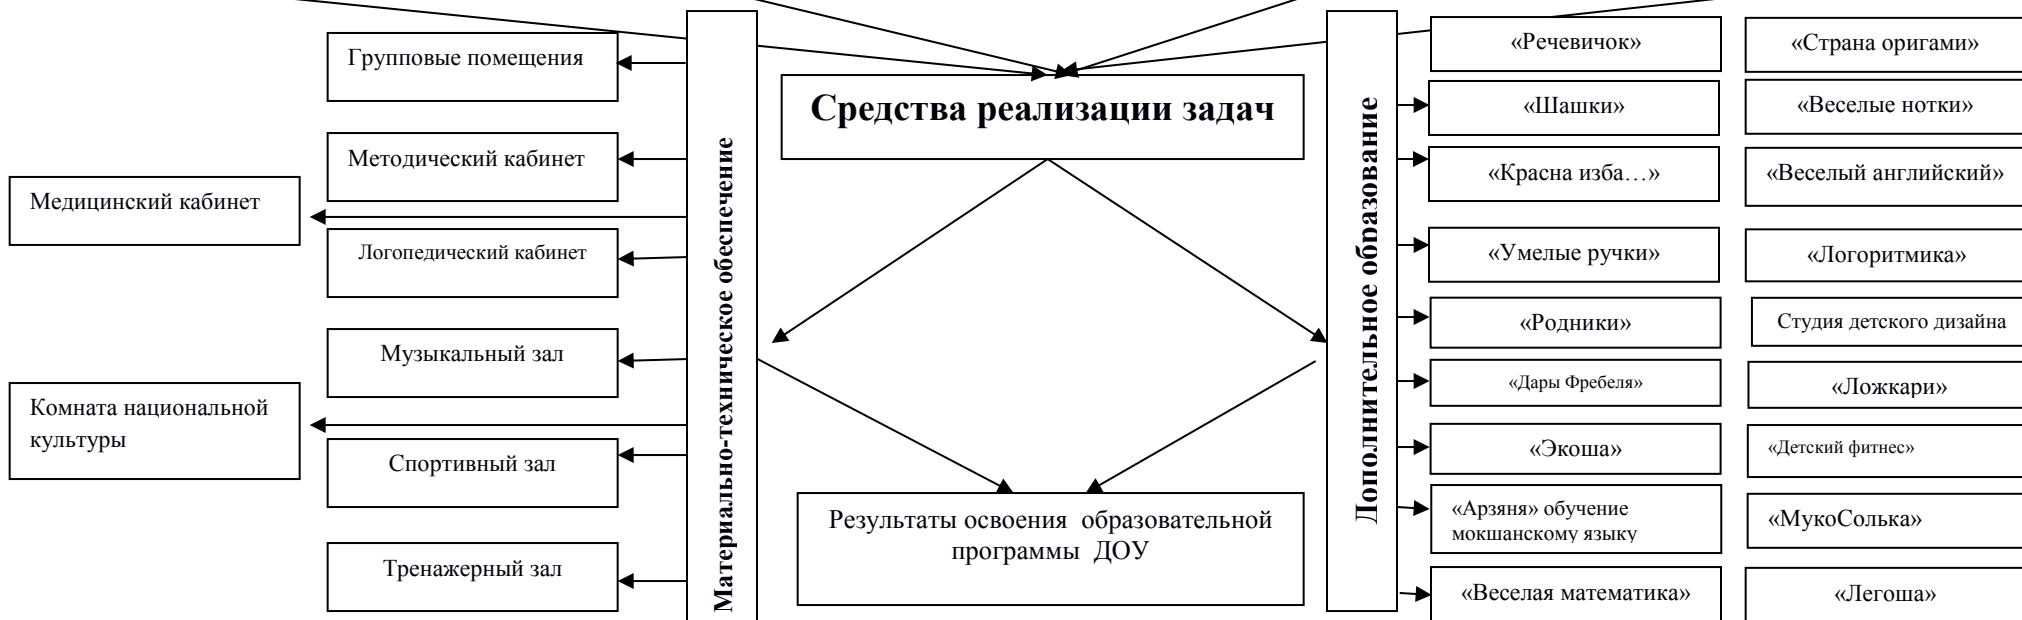 Медицинский кабинет
Комната национальной
культуры
Групповые помещения
Методический кабинет
Логопедический кабинет
Музыкальный зал
Спортивный зал
Тренажерный зал
Материально-техническое обеспечение
Средства реализации задач
Результаты освоения образовательной
программы ДОУ
Дополнительное образование
«Речевичок»
«Шашки»
«Красна изба…»
«Умелые ручки»
«Родники»
«Дары Фребеля»
«Экоша»
«Арзяня» обучение
мокшанскому языку
«Веселая математика»
«Страна оригами»
«Веселые нотки»
«Веселый английский»
«Логоритмика»
Студия детского дизайна
«Ложкари»
«Детский фитнес»
«МукоСолька»
«Легоша»